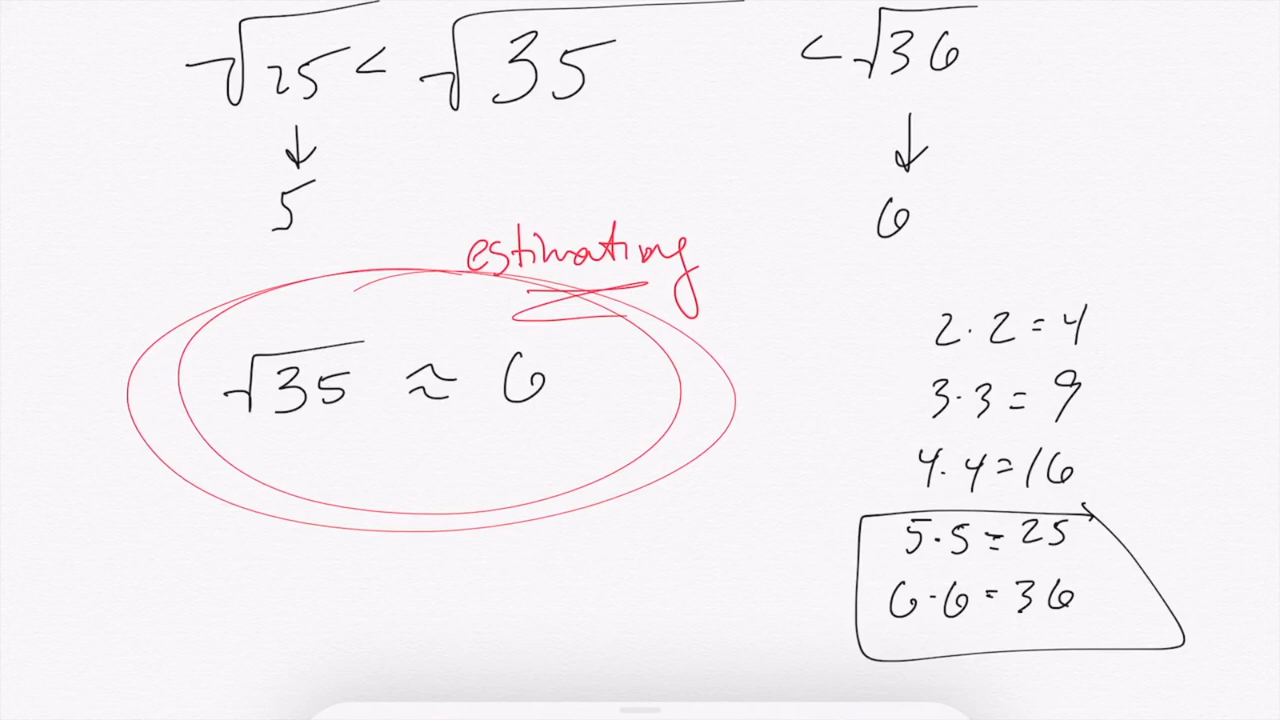 √25 < √35 < √36
↓ ↓
5 6
estimating
√35 ≈ 6
2·2=4
3·3=9
4·4=16
5·5=25
6·6=36